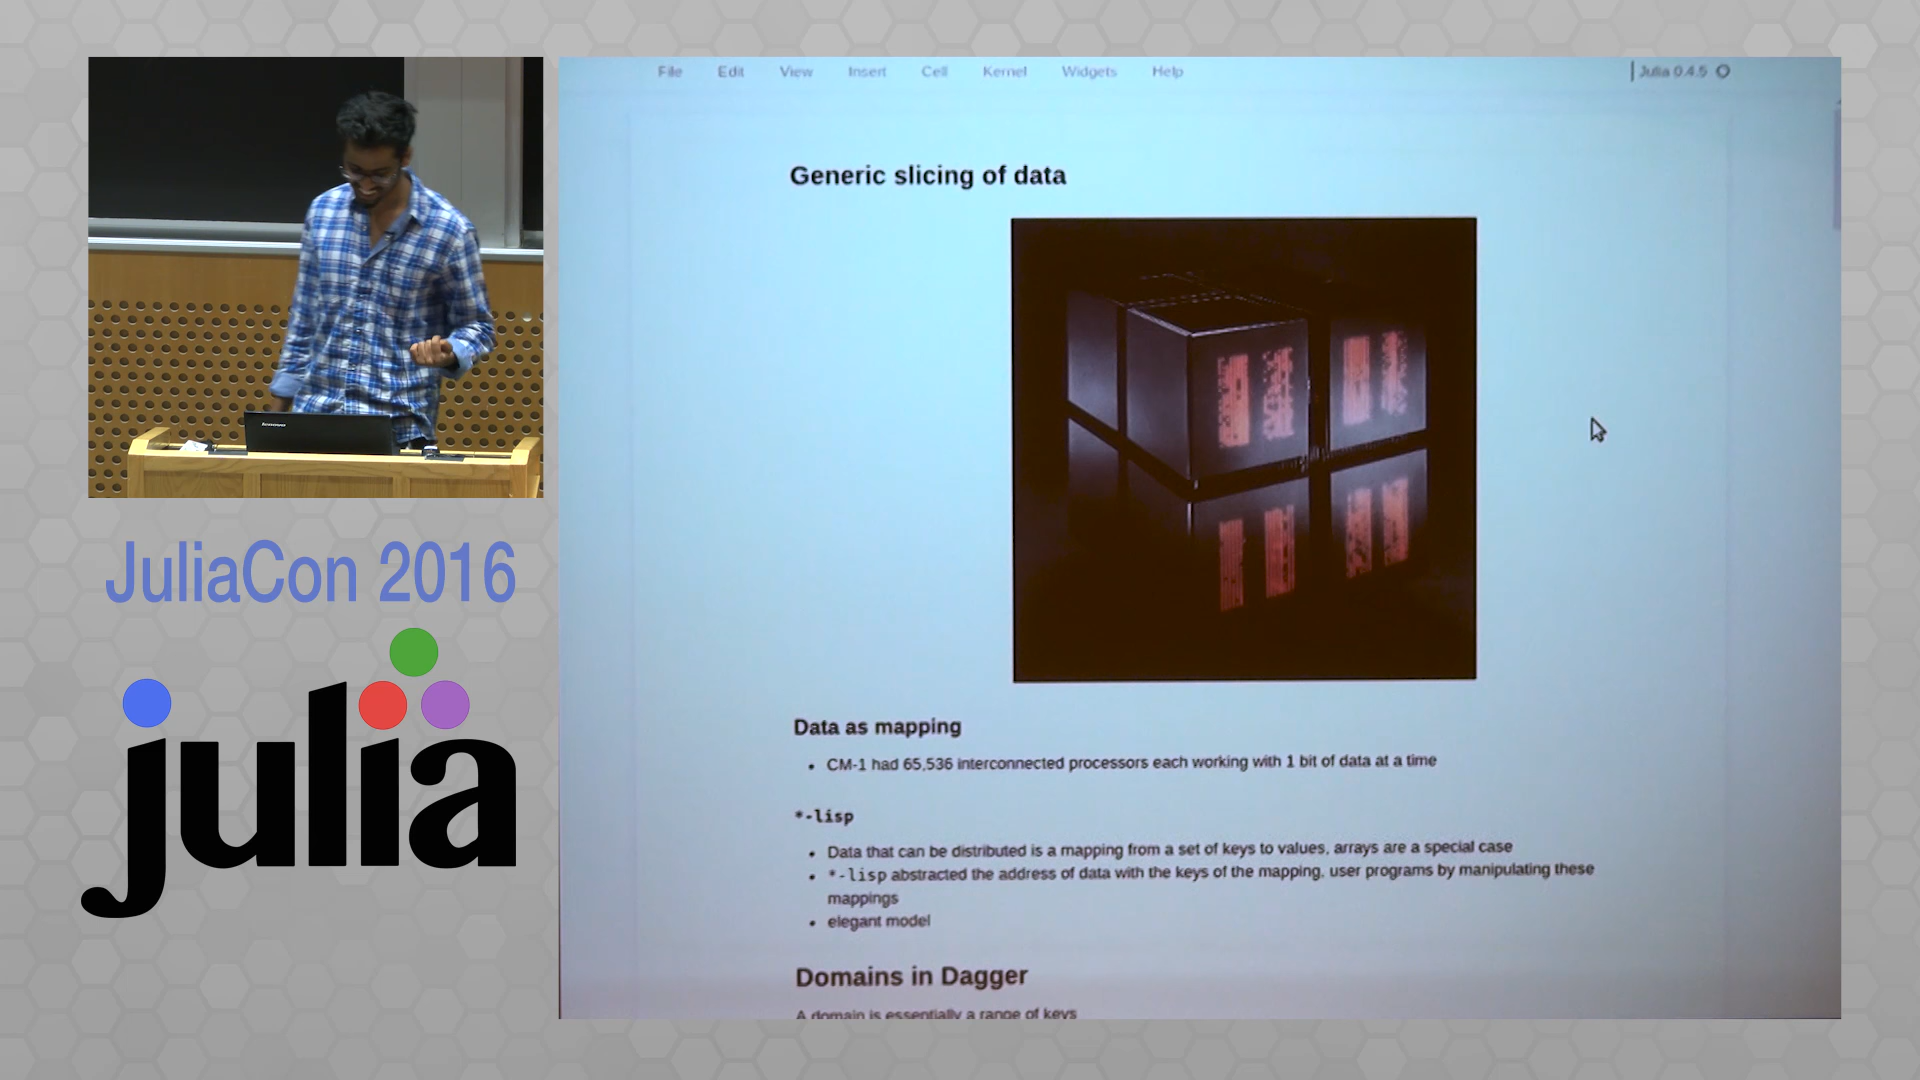 File Edit View Insert Cell Kernel Widgets Help
Julia 0.4.5
Generic slicing of data
lenovo
JuliaCon 2016
julia
Data as mapping
• CM-1 had 65,536 interconnected processors each working with 1 bit of data at a time
*-lisp
• Data that can be distributed is a mapping from a set of keys to values, arrays are a special case
• *-lisp abstracted the address of data with the keys of the mapping, user programs by manipulating these
mappings
• elegant model
Domains in Dagger
A domain is essentially a range of keys